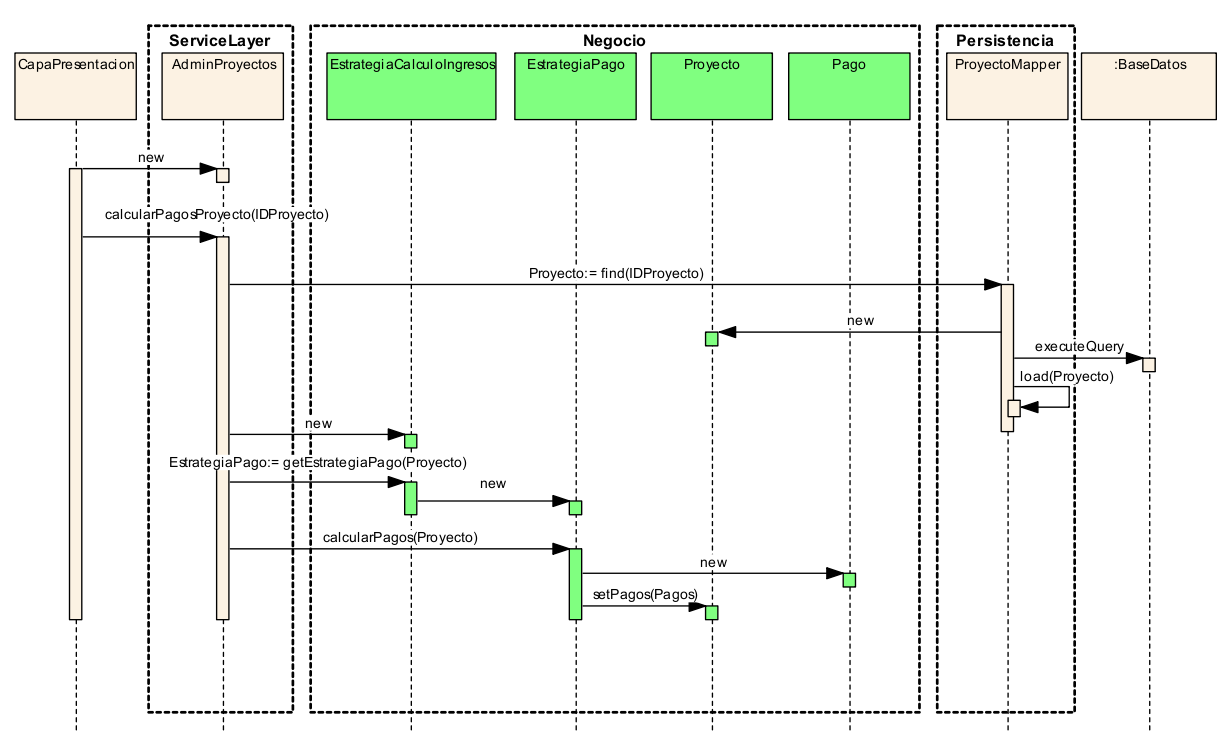 ServiceLayer
Negocio
Persistencia
CapaPresentacion
AdminProyectos
EstrategiaCalculoIngresos
EstrategiaPago
Proyecto
Pago
ProyectoMapper
:BaseDatos
new
calcularPagosProyecto(IDProyecto)
Proyecto:= find(IDProyecto)
new
executeQuery
load(Proyecto)
new
EstrategiaPago:= getEstrategiaPago(Proyecto)
new
calcularPagos(Proyecto)
new
setPagos(Pagos)